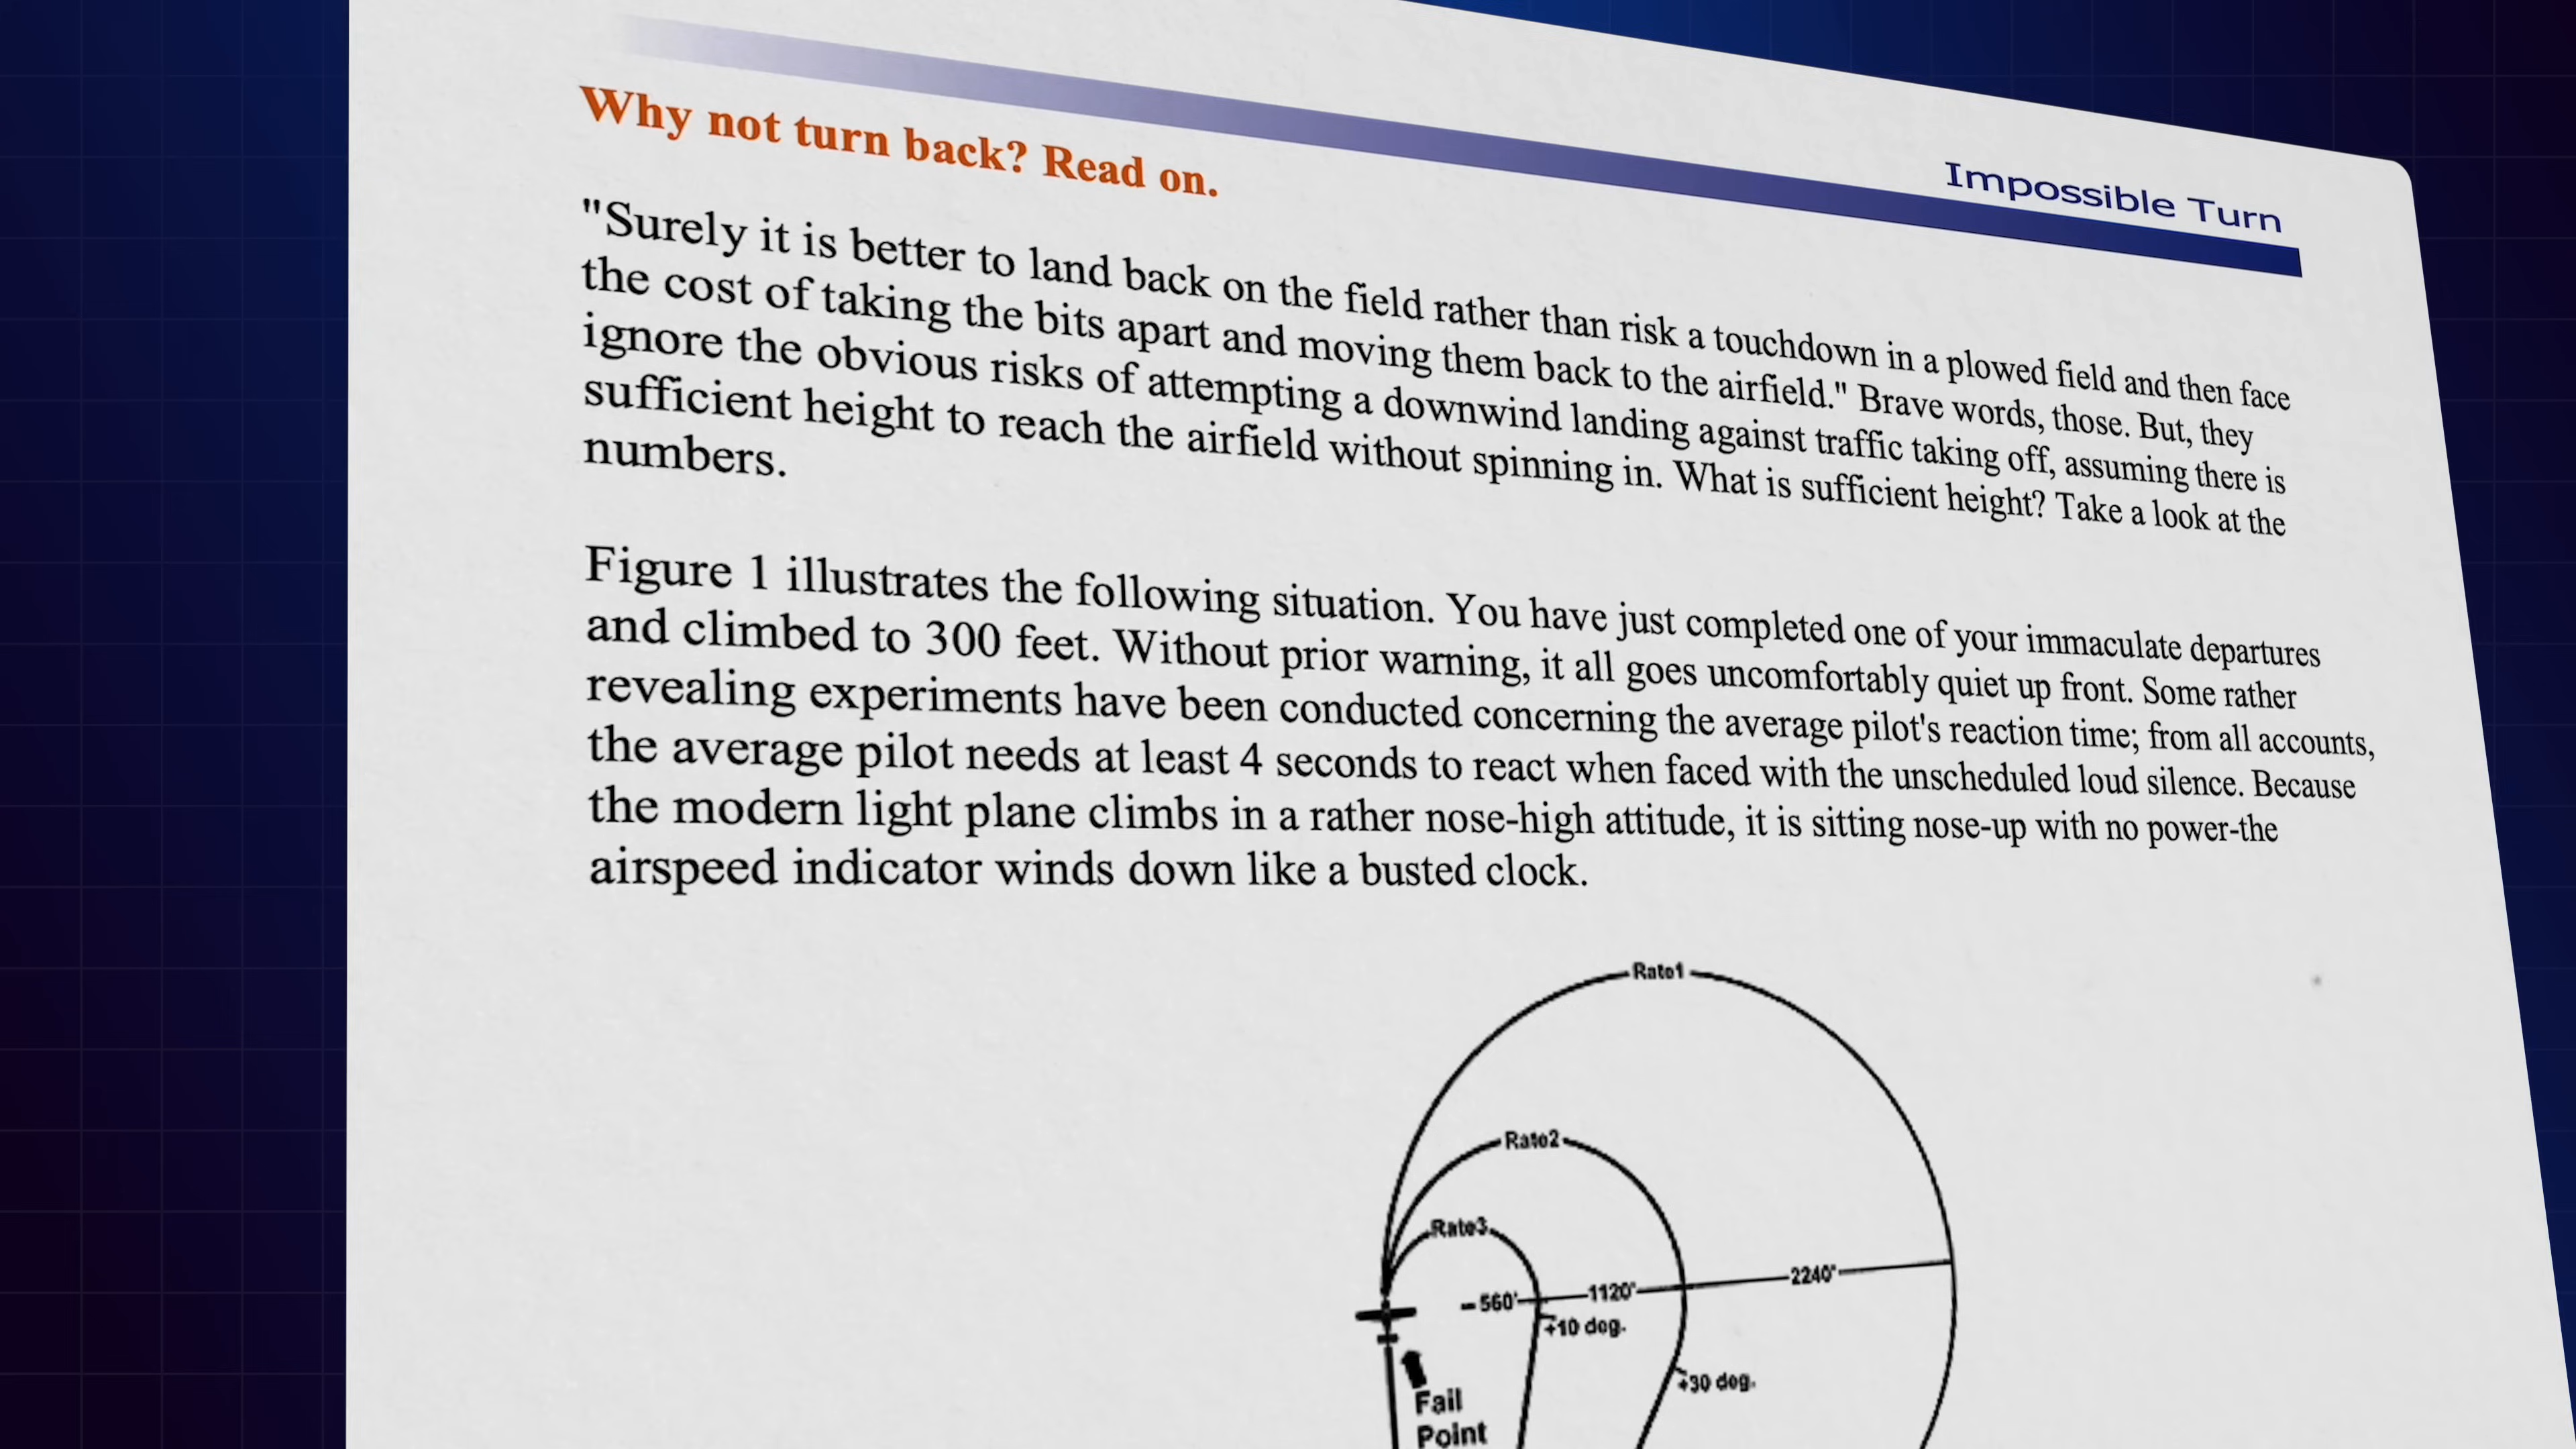 Impossible Turn
Why not turn back? Read on.
"Surely it is better to land back on the field rather than risk a touchdown in a plowed field and then face
the cost of taking the bits apart and moving them back to the airfield." Brave words, those. But, they
ignore the obvious risks of attempting a downwind landing against traffic taking off, assuming there is
sufficient height to reach the airfield without spinning in. What is sufficient height? Take a look at the
numbers.
Figure 1 illustrates the following situation. You have just completed one of your immaculate departures
and climbed to 300 feet. Without prior warning, it all goes uncomfortably quiet up front. Some rather
revealing experiments have been conducted concerning the average pilot's reaction time; from all accounts,
the average pilot needs at least 4 seconds to react when faced with the unscheduled loud silence. Because
the modern light plane climbs in a rather nose-high attitude, it is sitting nose-up with no power-the
airspeed indicator winds down like a busted clock.
Rate1
Rate2
Rate3
560'
1120'
2240'
+10 deg.
+30 deg.
Fail
Point